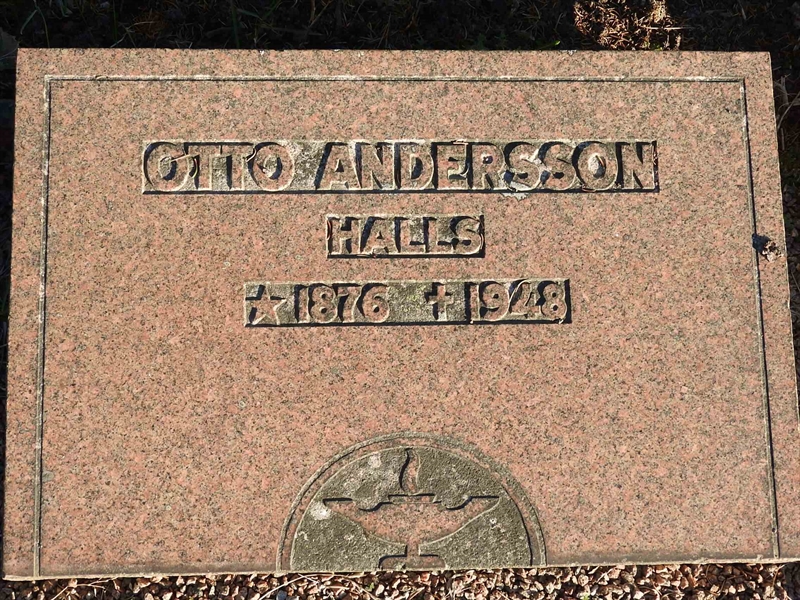 OTTO ANDERSSON
HALLS
★ 1876 ✝ 1948